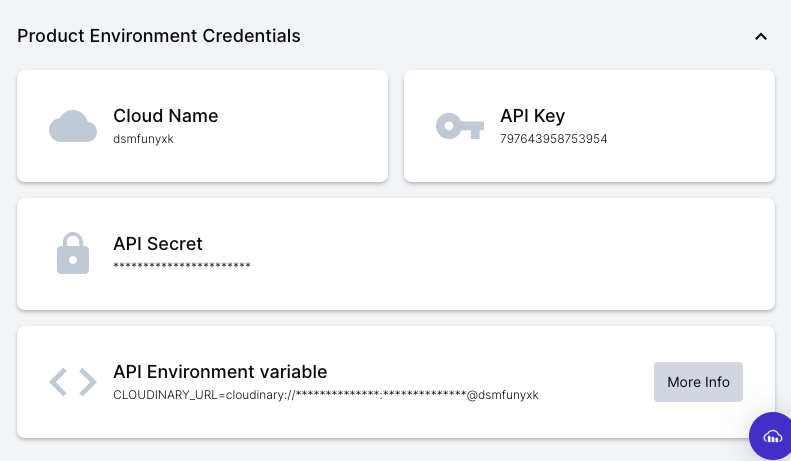 Product Environment Credentials
Cloud Name
dsmfunyxk
API Key
797643958753954
API Secret
***********************
API Environment variable
CLOUDINARY_URL=cloudinary://**************:**************@dsmfunyxk
More Info